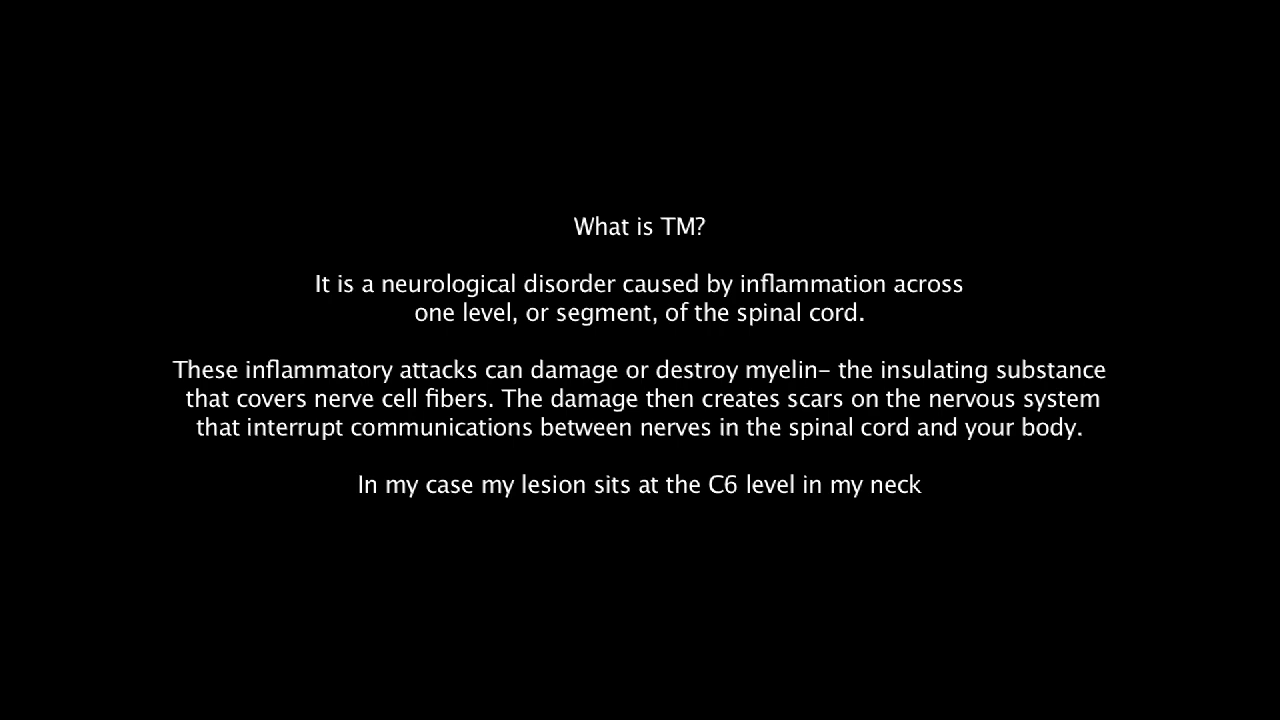 What is TM?
It is a neurological disorder caused by inflammation across
one level, or segment, of the spinal cord.
These inflammatory attacks can damage or destroy myelin– the insulating substance
that covers nerve cell fibers. The damage then creates scars on the nervous system
that interrupt communications between nerves in the spinal cord and your body.
In my case my lesion sits at the C6 level in my neck